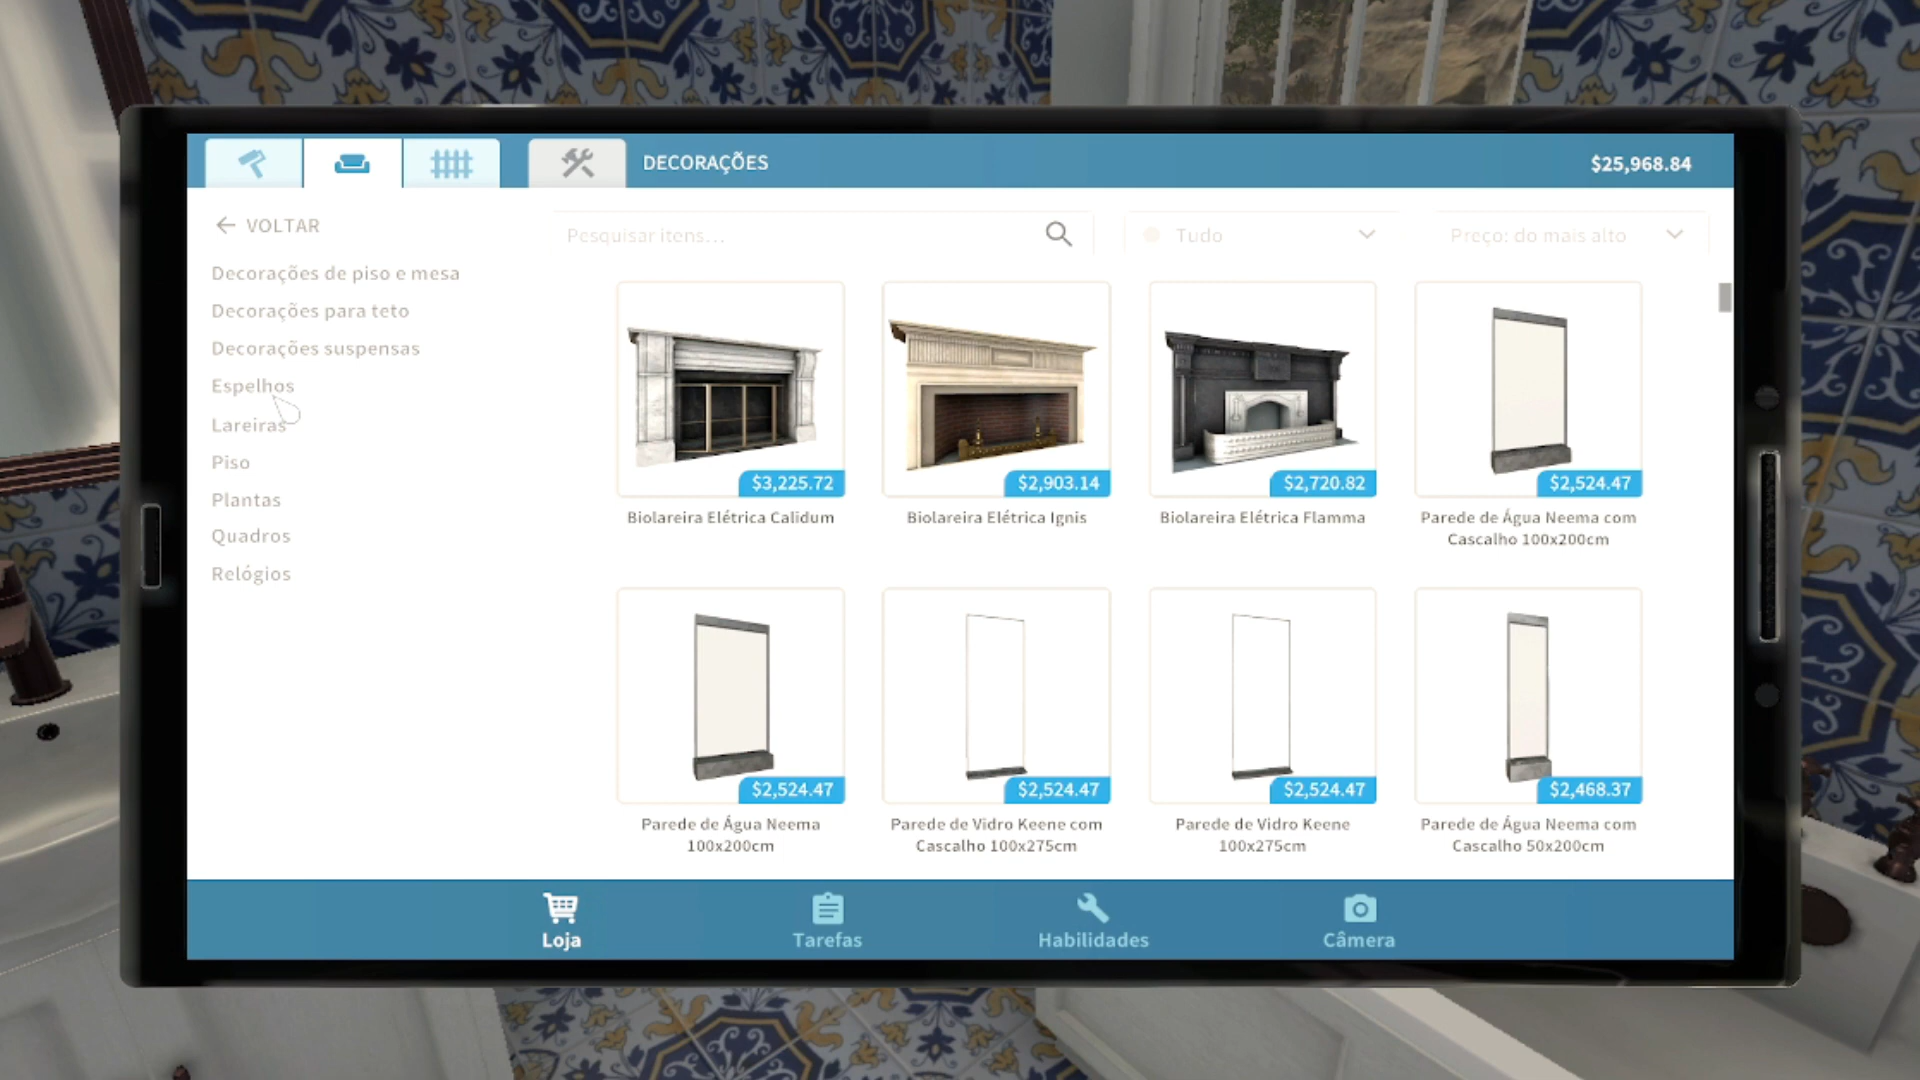 DECORAÇÕES
$25,968.84
VOLTAR
Pesquisar itens...
Tudo
Preço: do mais alto
Decorações de piso e mesa
Decorações para teto
Decorações suspensas
Espelhos
Lareiras
Piso
Plantas
Quadros
Relógios
$3,225.72
$2,903.14
$2,720.82
$2,524.47
Biolareira Elétrica Calidum
Biolareira Elétrica Ignis
Biolareira Elétrica Flamma
Parede de Água Neema com
Cascalho 100x200cm
$2,524.47
$2,524.47
$2,524.47
$2,468.37
Parede de Água Neema
100x200cm
Parede de Vidro Keene com
Cascalho 100x275cm
Parede de Vidro Keene
100x275cm
Parede de Água Neema com
Cascalho 50x200cm
Loja
Tarefas
Habilidades
Câmera